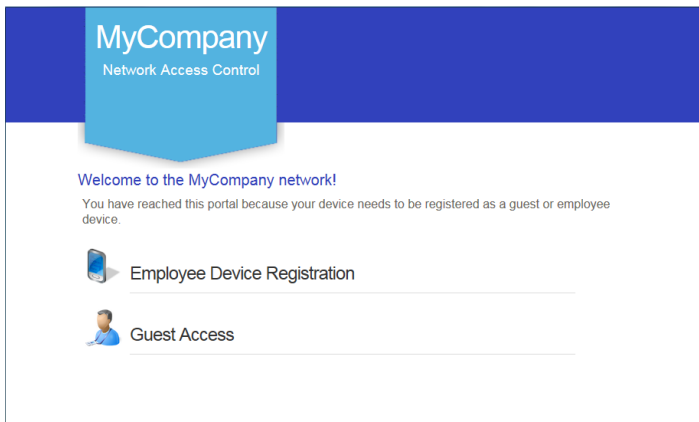 MyCompany
Network Access Control
Welcome to the MyCompany network!
You have reached this portal because your device needs to be registered as a guest or employee
device.
Employee Device Registration
Guest Access